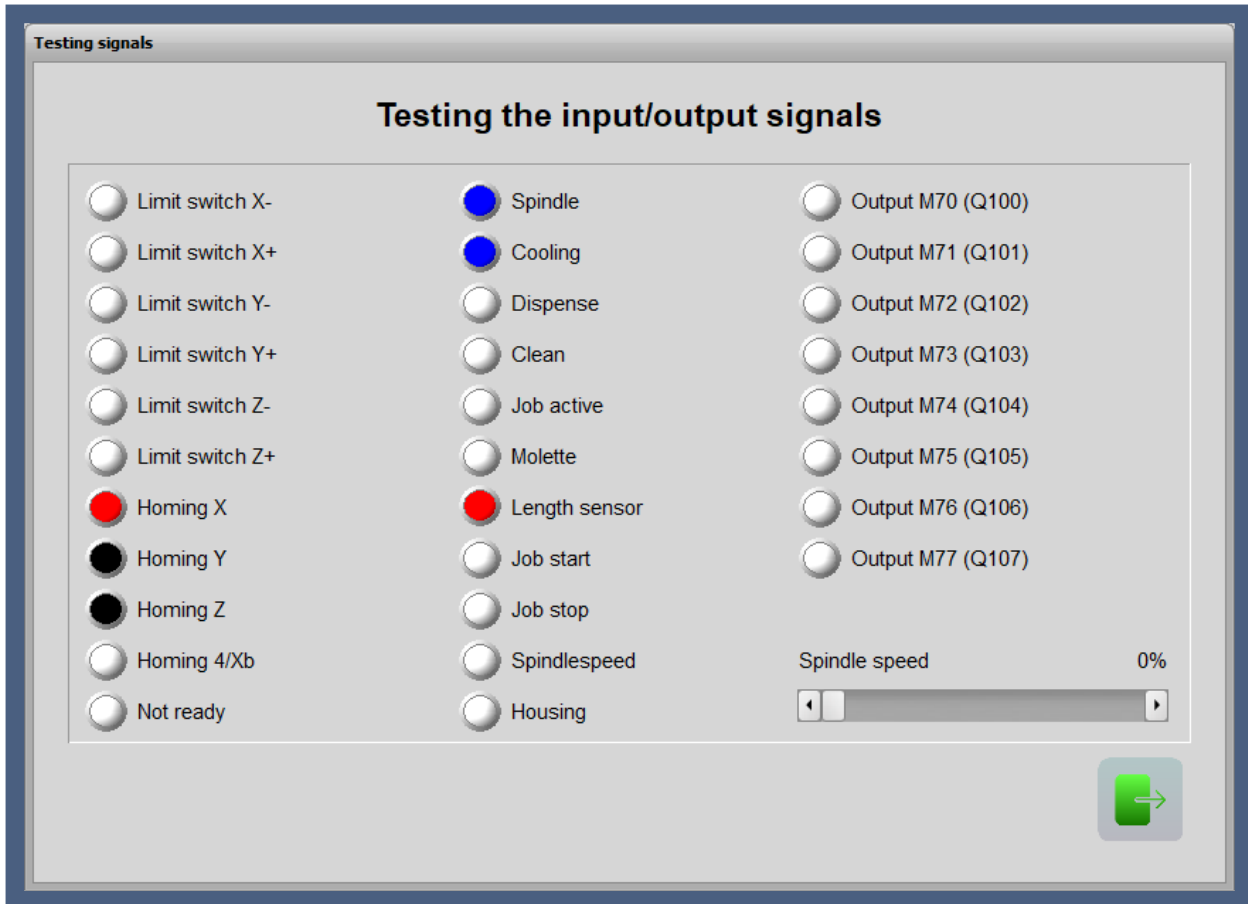 Testing signals
Testing the input/output signals
Limit switch X-
Limit switch X+
Limit switch Y-
Limit switch Y+
Limit switch Z-
Limit switch Z+
Homing X
Homing Y
Homing Z
Homing 4/Xb
Not ready
Spindle
Cooling
Dispense
Clean
Job active
Molette
Length sensor
Job start
Job stop
Spindlespeed
Housing
Output M70 (Q100)
Output M71 (Q101)
Output M72 (Q102)
Output M73 (Q103)
Output M74 (Q104)
Output M75 (Q105)
Output M76 (Q106)
Output M77 (Q107)
Spindle speed 0%